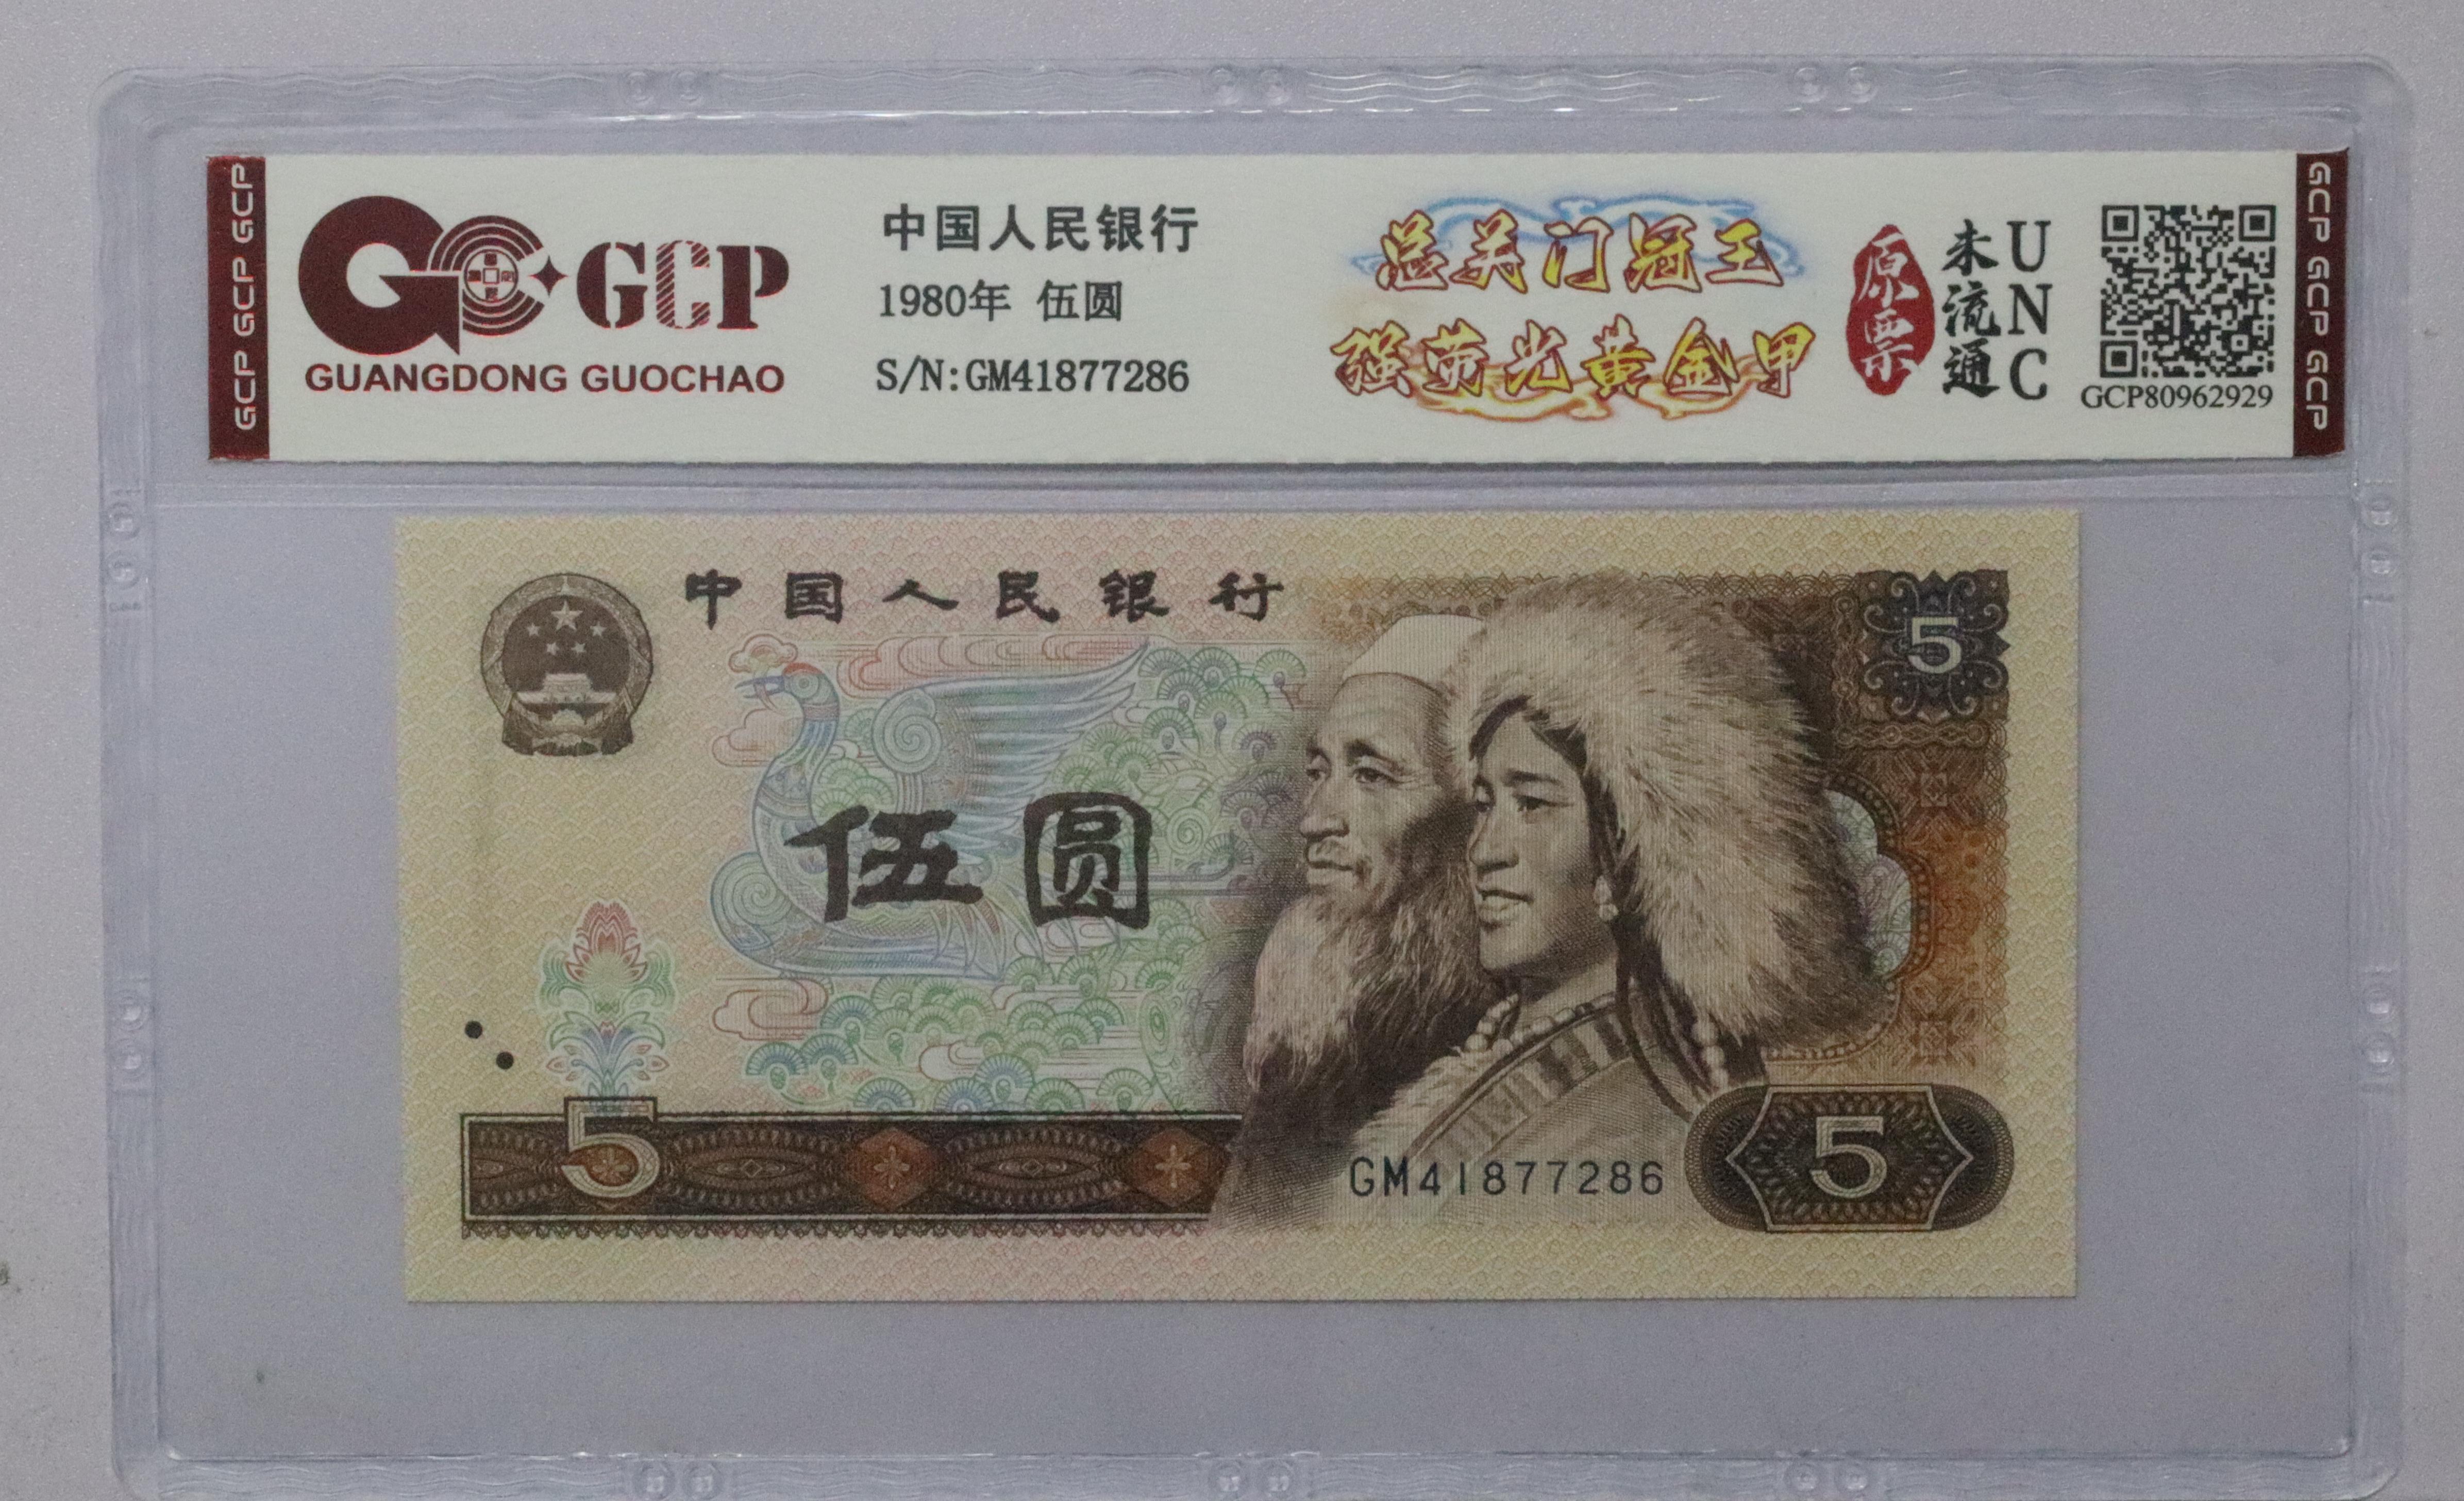 GCP GCP GCP
GCP
GUANGDONG GUOCHAO
中国人民银行
1980年 伍圆
S/N:GM41877286
总关门冠王
强荧光黄金甲
原票
未流通
UNC
GCP80962929
GCP GCP GCP
中国人民银行
5
伍圆
5
GM41877286
5